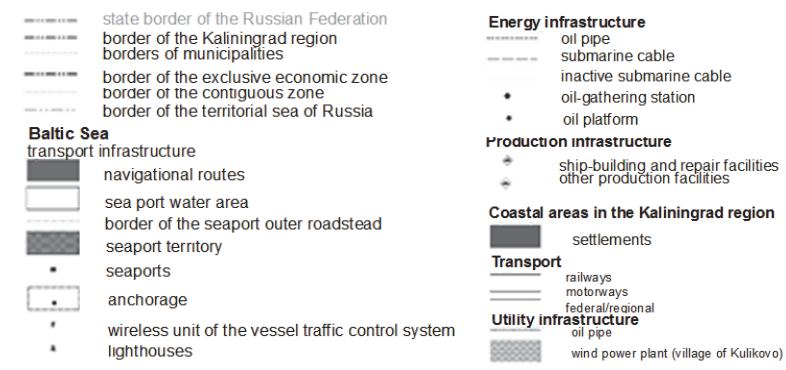 state border of the Russian Federation
border of the Kaliningrad region
borders of municipalities
border of the exclusive economic zone
border of the contiguous zone
border of the territorial sea of Russia
Baltic Sea
transport infrastructure
navigational routes
sea port water area
border of the seaport outer roadstead
seaport territory
seaports
anchorage
wireless unit of the vessel traffic control system
lighthouses
Energy infrastructure
oil pipe
submarine cable
inactive submarine cable
oil-gathering station
oil platform
Production infrastructure
ship-building and repair facilities
other production facilities
Coastal areas in the Kaliningrad region
settlements
Transport
railways
motorways
federal/regional
Utility infrastructure
oil pipe
wind power plant (village of Kulikovo)